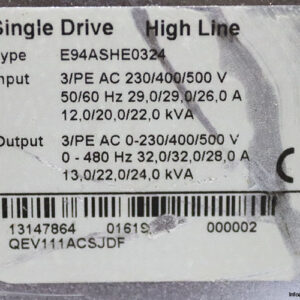 Single Drive High Line
Type E94ASHE0324
Input 3/PE AC 230/400/500 V
50/60 Hz 29,0/29,0/26,0 A
12,0/20,0/22,0 kVA
Output 3/PE AC 0-230/400/500 V
0 - 480 Hz 32,0/32,0/28,0 A
13,0/22,0/24,0 kVA
13147864 01619 000002
QEV111ACSJDF